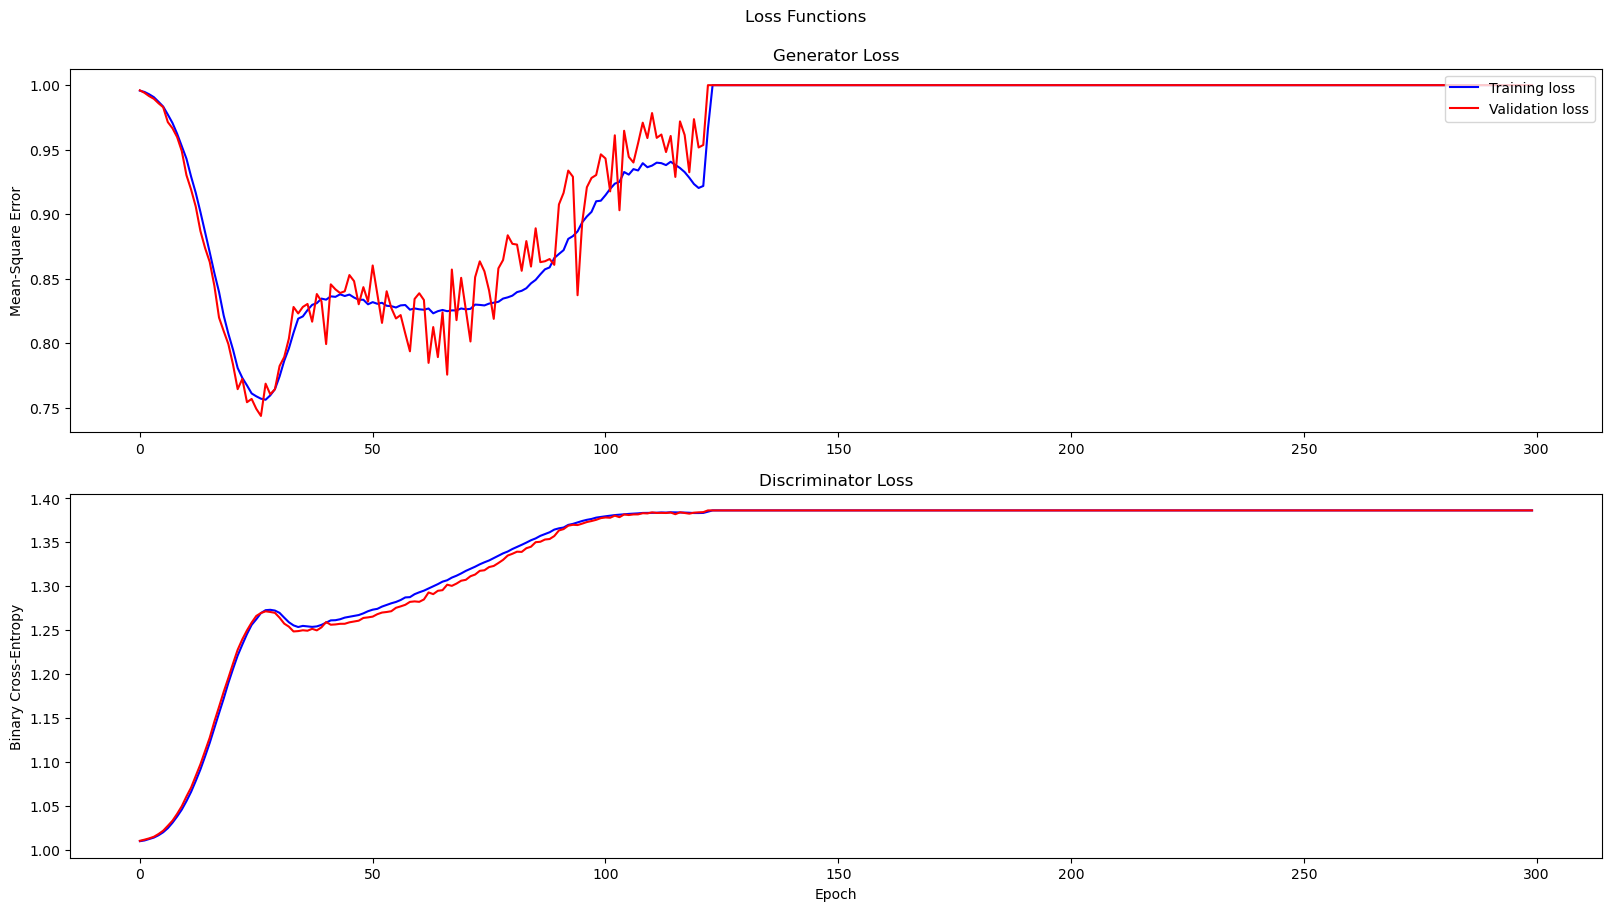 Loss Functions
Generator Loss
Mean-Square Error
1.00
0.95
0.90
0.85
0.80
0.75
Training loss
Validation loss
0 50 100 150 200 250 300
Discriminator Loss
Binary Cross-Entropy
1.40
1.35
1.30
1.25
1.20
1.15
1.10
1.05
1.00
0 50 100 150 200 250 300
Epoch